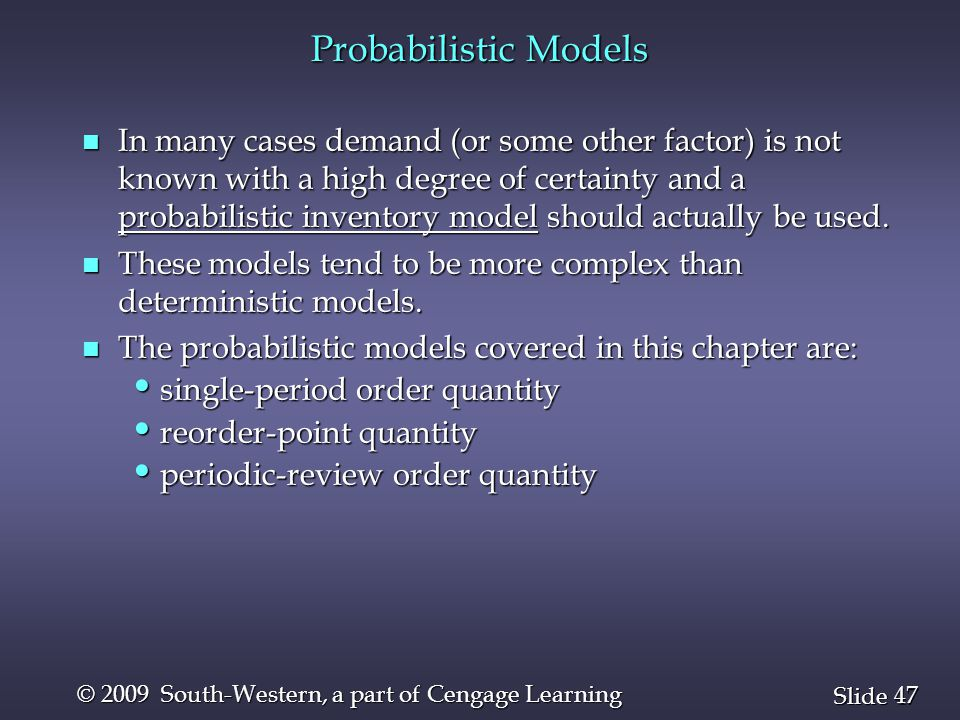 Probabilistic Models
In many cases demand (or some other factor) is not
known with a high degree of certainty and a
probabilistic inventory model should actually be used.
These models tend to be more complex than
deterministic models.
The probabilistic models covered in this chapter are:
single-period order quantity
reorder-point quantity
periodic-review order quantity
© 2009 South-Western, a part of Cengage Learning
Slide 47